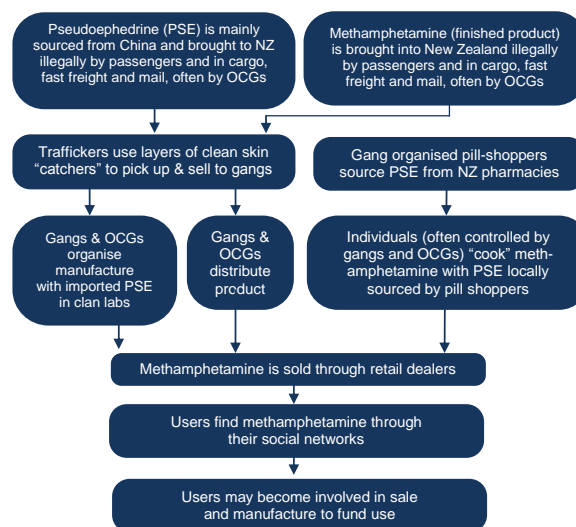 Pseudoephedrine (PSE) is mainly
sourced from China and brought to NZ
illegally by passengers and in cargo,
fast freight and mail, often by OCGs
Methamphetamine (finished product)
is brought into New Zealand illegally
by passengers and in cargo, fast
freight and mail, often by OCGs
Traffickers use layers of clean skin
“catchers” to pick up & sell to gangs
Gang organised pill-shoppers
source PSE from NZ pharmacies
Gangs & OCGs
organise
manufacture
with imported PSE
in clan labs
Gangs &
OCGs
distribute
product
Individuals (often controlled by
gangs and OCGs) “cook” meth-
amphetamine with PSE locally
sourced by pill shoppers
Methamphetamine is sold through retail dealers
Users find methamphetamine through
their social networks
Users may become involved in sale
and manufacture to fund use